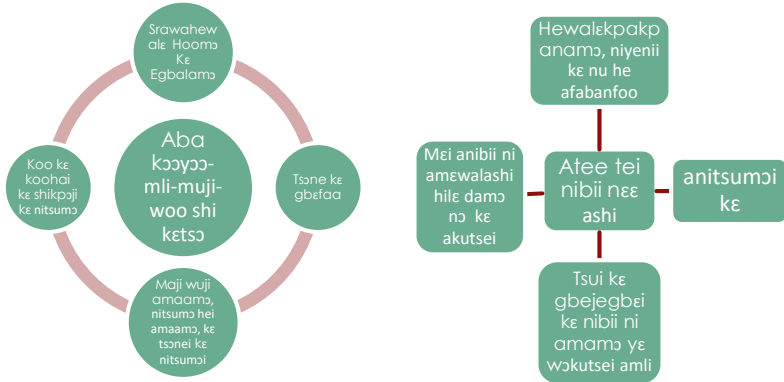 Srawahew
alɛ Hoomɔ
Kɛ
Egbalamɔ
Koo kɛ
koohai
kɛ shikpɔji
kɛ nitsumɔ
Aba
kɔɔyɔɔ-
mli-muji-
woo shi
kɛtsɔ
Tsɔne kɛ
gbɛfaa
Maji wuji
amaamɔ,
nitsumɔ hei
amaamɔ, kɛ
tsɔnei kɛ
nitsumɔi
Hewalɛkpakp
anamɔ, niyenii
kɛ nu he
afabanfoo
Mɛi anibii ni
amɛwalashi
hilɛ damɔ
nɔ kɛ
akutsei
Atee tei
nibii nɛɛ
ashi
anitsumɔi
kɛ
Tsui kɛ
gbejegbɛi
kɛ nibii ni
amamɔ yɛ
wɔkutsei amli